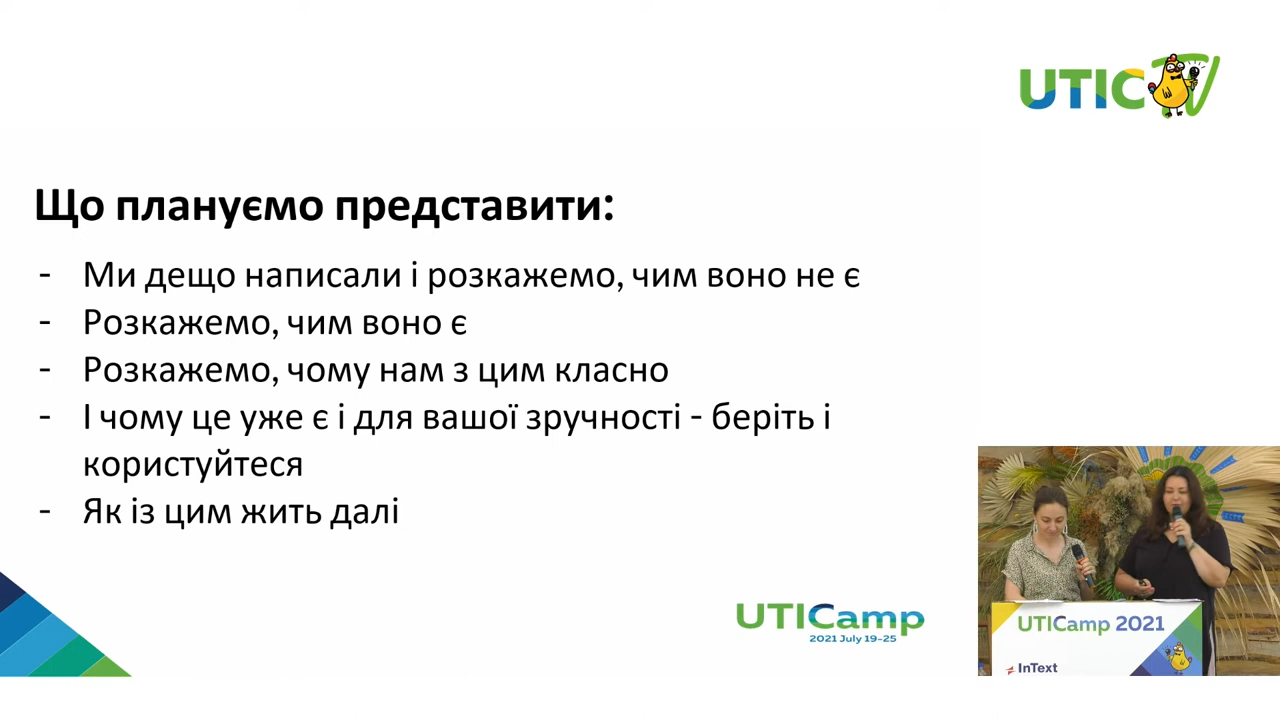 UTIC TV
Що плануємо представити:
- Ми дещо написали і розкажемо, чим воно не є
- Розкажемо, чим воно є
- Розкажемо, чому нам з цим класно
- І чому це уже є і для вашої зручності - беріть і
користуйтеся
- Як із цим жить далі
UTICamp
2021 July 19-25
UTICamp 2021
InText